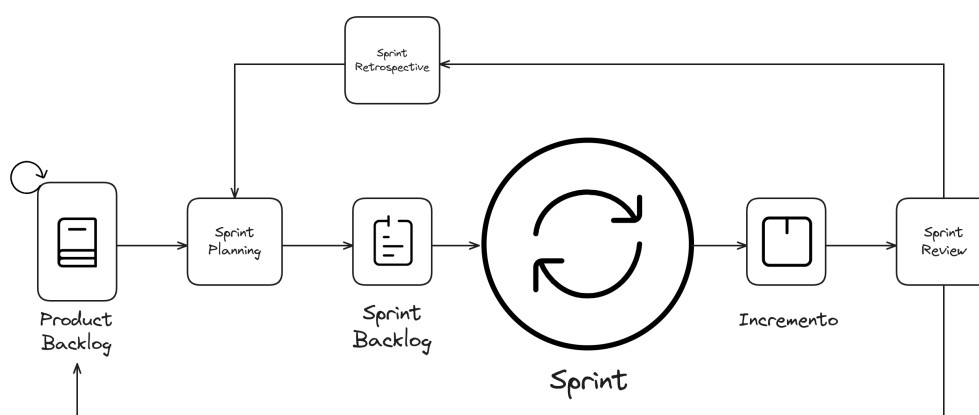 Sprint
Retrospective
Sprint
Planning
Sprint
Review
Product
Backlog
Sprint
Backlog
Incremento
Sprint